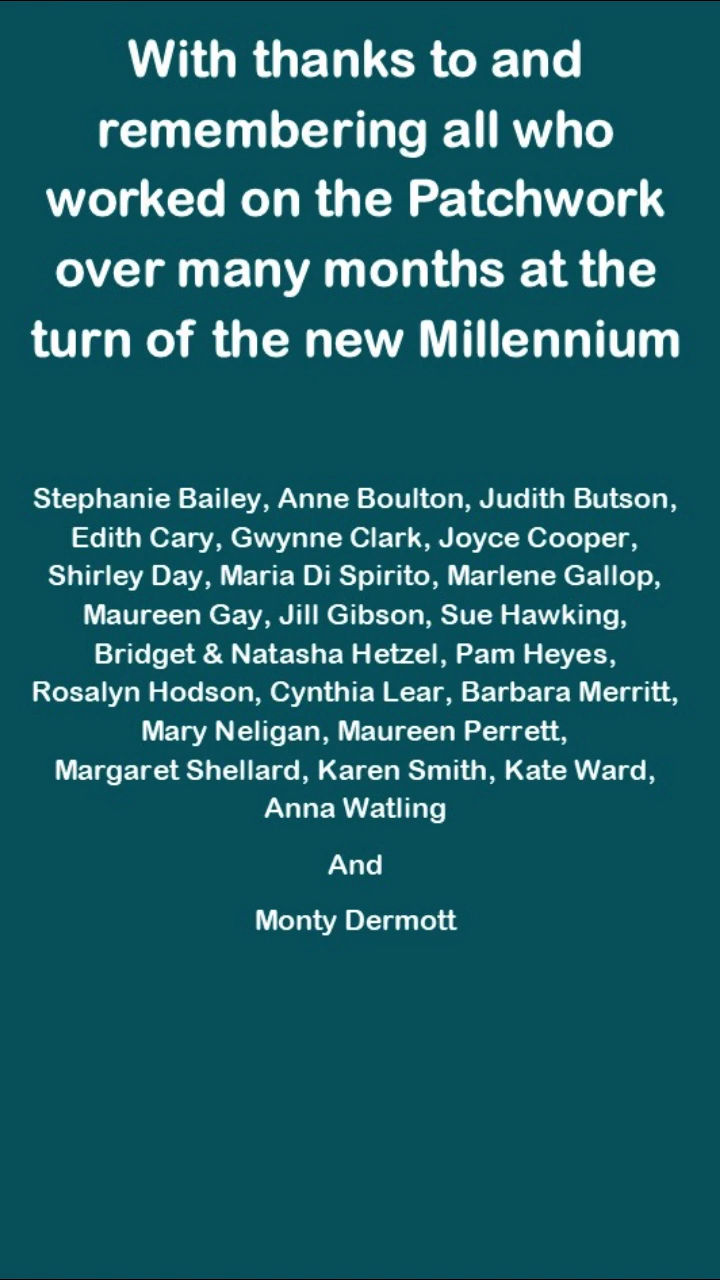 With thanks to and
remembering all who
worked on the Patchwork
over many months at the
turn of the new Millennium
Stephanie Bailey, Anne Boulton, Judith Butson,
Edith Cary, Gwynne Clark, Joyce Cooper,
Shirley Day, Maria Di Spirito, Marlene Gallop,
Maureen Gay, Jill Gibson, Sue Hawking,
Bridget & Natasha Hetzel, Pam Heyes,
Rosalyn Hodson, Cynthia Lear, Barbara Merritt,
Mary Neligan, Maureen Perrett,
Margaret Shellard, Karen Smith, Kate Ward,
Anna Watling
And
Monty Dermott